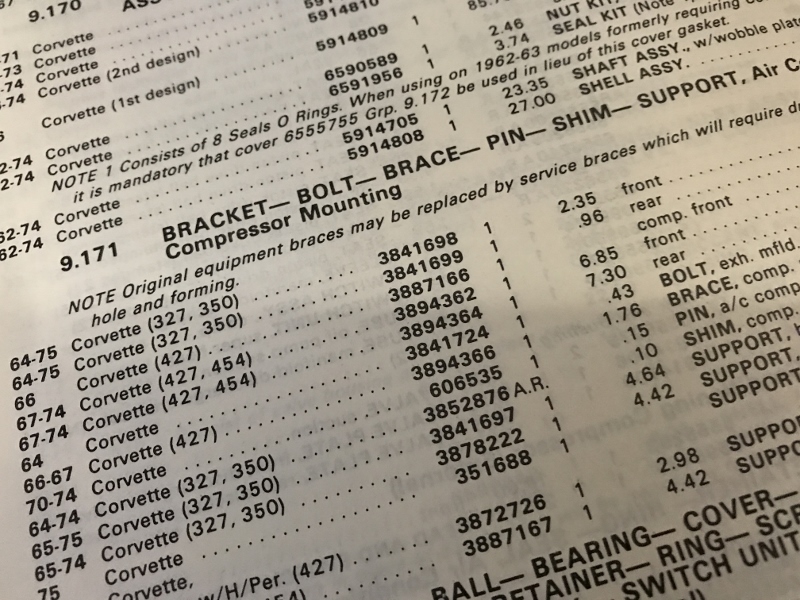 9.170 ASS
-71 Corvette 5914810
-73 Corvette
-74 Corvette 5914809 1
-74 Corvette (2nd design)
Corvette (1st design) 6590589 1 2.46 NUT KIT,
2-74 Corvette 6591956 1 3.74 SEAL KIT (Note
2-74 Corvette
NOTE 1 Consists of 8 Seals O Rings. When using on 1962-63 models formerly requiring
it is mandatory that cover 6555755 Grp. 9.172 be used in lieu of this cover gasket.
62-74 Corvette 5914705 1 23.35 SHAFT ASSY., w/wobble plate
62-74 Corvette 5914808 1 27.00 SHELL ASSY.
9.171 BRACKET— BOLT— BRACE— PIN— SHIM— SUPPORT, Air Co
Compressor Mounting
NOTE Original equipment braces may be replaced by service braces which will require dr
hole and forming.
64-75 Corvette (327, 350) 3841698 1 2.35 front
64-75 Corvette (327, 350) 3841699 1 .96 rear
66 Corvette (427) 3887166 1 comp. front
67-74 Corvette (427, 454) 3894362 1 6.85 front
67-74 Corvette (427, 454) 3894364 1 7.30 rear
64 Corvette 3841724 1 .43 BOLT, exh. mfld.
66-67 Corvette (427) 3894366 1 1.76 BRACE, comp.
70-74 Corvette 606535 1 .15 PIN, a/c comp
64-74 Corvette (327, 350) 3852876 A.R. .10 SHIM, comp.
65-75 Corvette (327, 350) 3841697 1 4.64 SUPPORT,
65-74 Corvette (327, 350) 3878222 1 4.42 SUPPORT,
75 Corvette 351688 1 SUPPORT
Corvette,
w/H/Per. (427) 3872726 1 2.98 SUPPO
3887167 1 4.42 SUPPO
BALL— BEARING— COVER—
RETAINER— RING— SCR
SWITCH UNIT